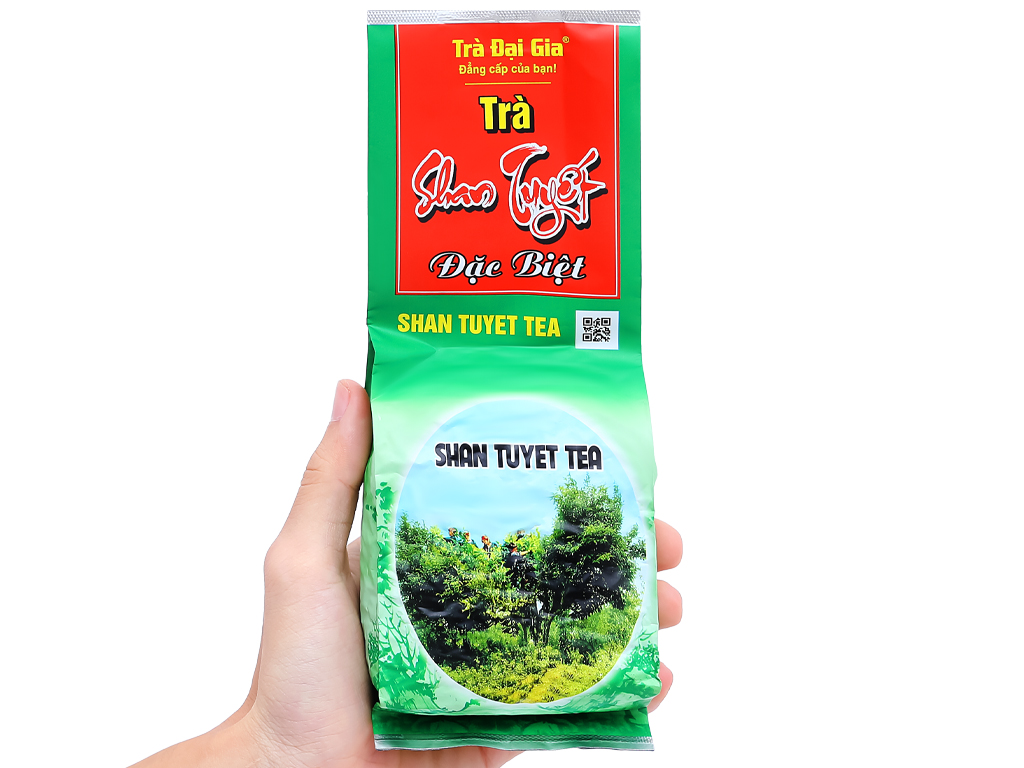 Trà Đại Gia®
Đẳng cấp của bạn!
Trà
Shan Tuyết
Đặc Biệt
SHAN TUYET TEA
SHAN TUYET TEA